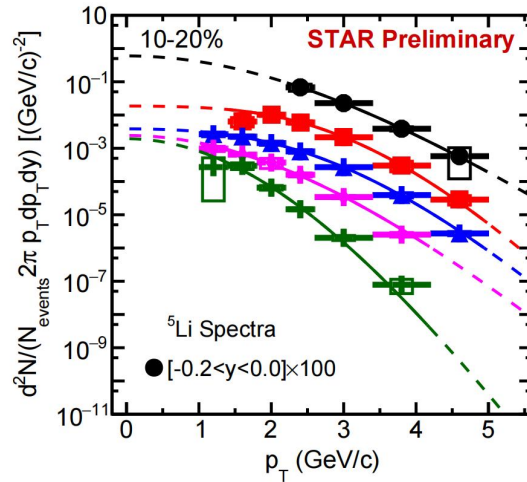 10-20%
STAR Preliminary
d²N/(N_events 2π p_T dp_T dy) [(GeV/c)⁻²]
10
10⁻¹
10⁻³
10⁻⁵
10⁻⁷
10⁻⁹
10⁻¹¹
⁵Li Spectra
[-0.2<y<0.0]×100
0 1 2 3 4 5
p_T (GeV/c)